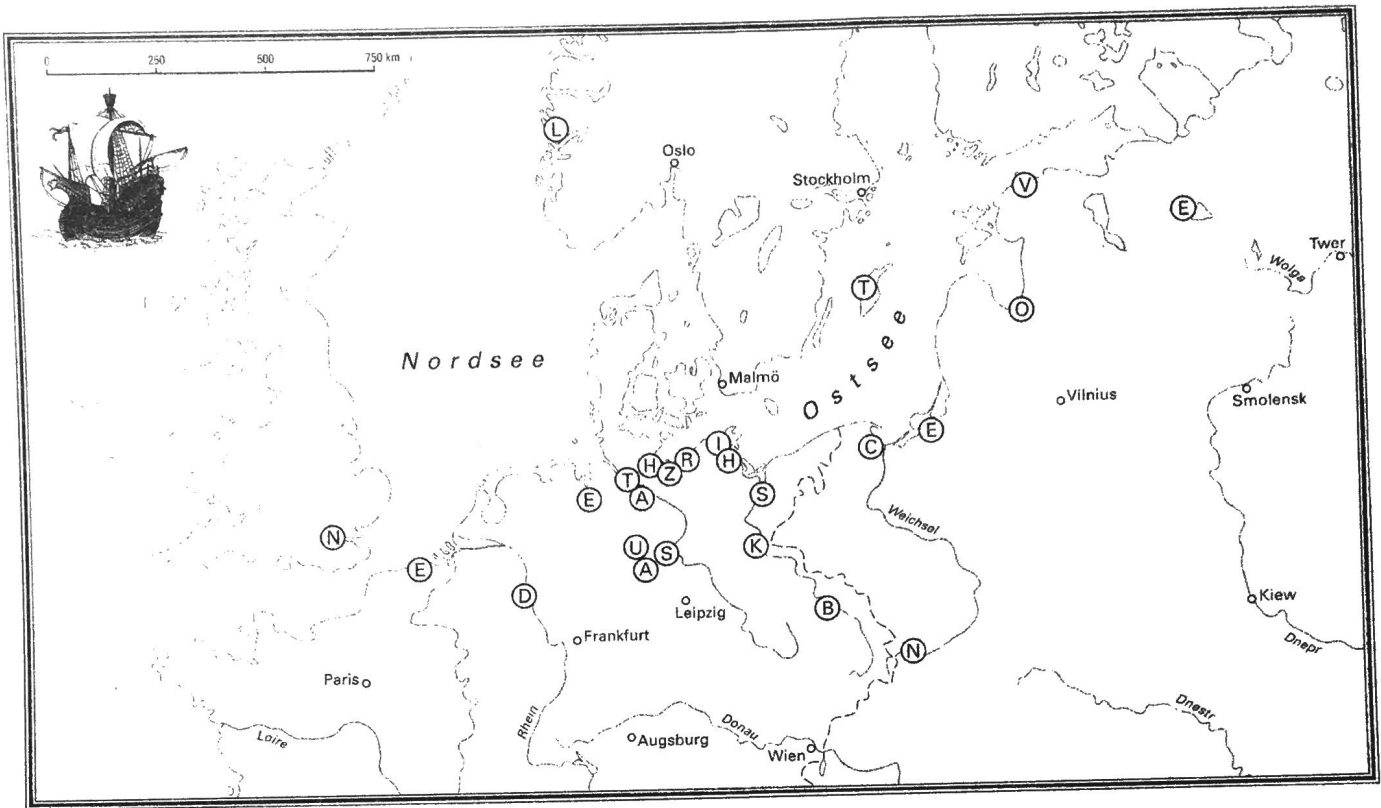 0 250 500 750 km
L
Oslo
Stockholm
V
E
Twer
Wolga
T
O
Nordsee
Ostsee
Malmö
Vilnius
Smolensk
I
C
E
H
R
H
Z
T
E
A
S
Weichsel
N
U
S
K
E
A
D
B
Leipzig
Kiew
Frankfurt
Dnepr
N
Paris
Dnestr
Loire
Rhein
Augsburg
Donau
Wien